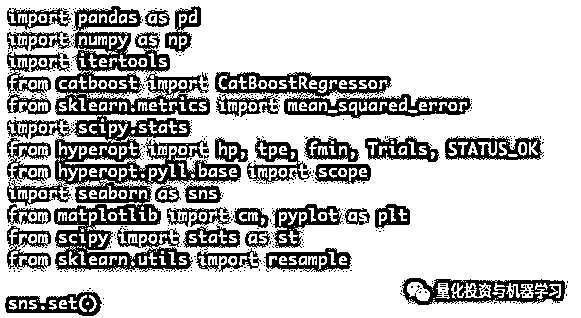 import pandas as pd
import numpy as np
import itertools
from catboost import CatBoostRegressor
from sklearn.metrics import mean_squared_error
import scipy.stats
from hyperopt import hp, tpe, fmin, Trials, STATUS_OK
from hyperopt.pyll.base import scope
import seaborn as sns
from matplotlib import cm, pyplot as plt
from scipy import stats as st
from sklearn.utils import resample
sns.set()
量化投资与机器学习